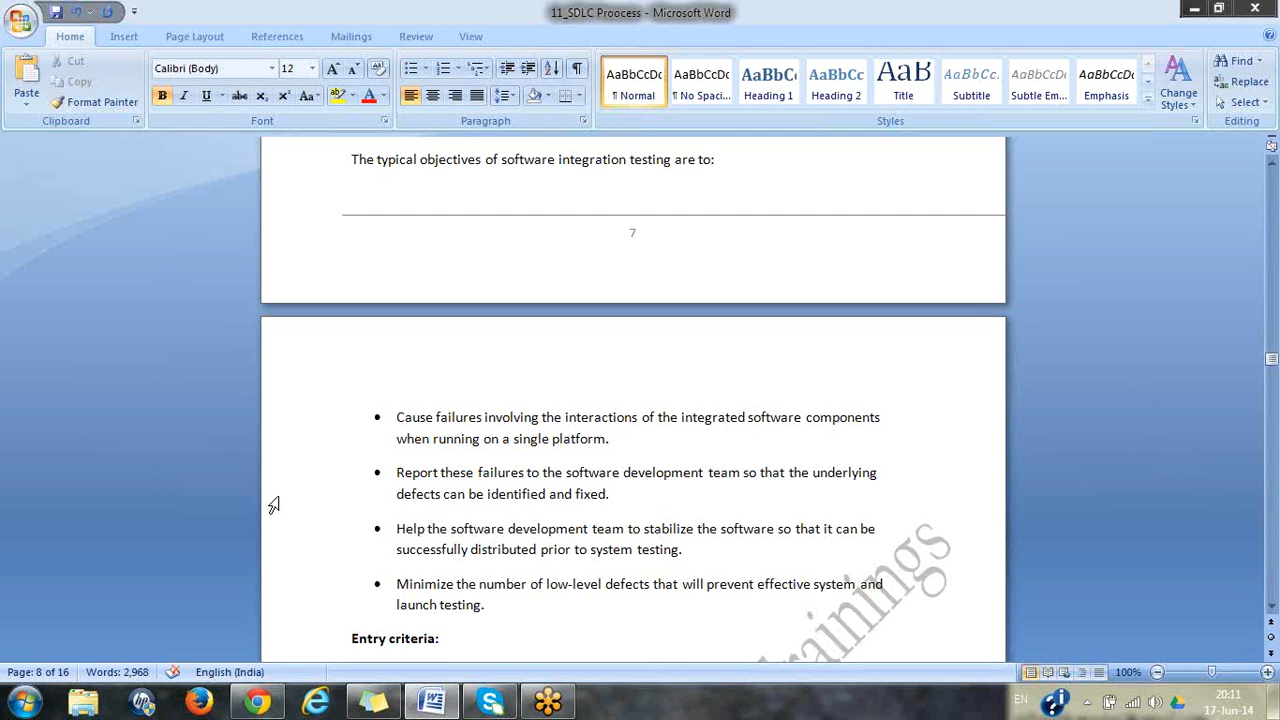 11_SDLC Proocess - Microsoft Word
Home Insert Page Layout References Mailings Review View
Paste
Cut
Copy
Format Painter
Clipboard
Calibri (Body) 12
Font
Paragraph
AaBbCcDc AaBbCcDc AaBbC AaBbCc AaB AaBbCc. AaBbCcDc AaBbCcDc
¶ Normal ¶ No Spaci... Heading 1 Heading 2 Title Subtitle Subtle Em... Emphasis
Change
Styles
Styles
Find
Replace
Select
Editing
The typical objectives of software integration testing are to:
7
• Cause failures involving the interactions of the integrated software components
when running on a single platform.
• Report these failures to the software development team so that the underlying
defects can be identified and fixed.
• Help the software development team to stabilize the software so that it can be
successfully distributed prior to system testing.
• Minimize the number of low-level defects that will prevent effective system and
launch testing.
Entry criteria:
Page: 8 of 16 Words: 2,968 English (India) 100%
EN
20:11
17-Jun-14